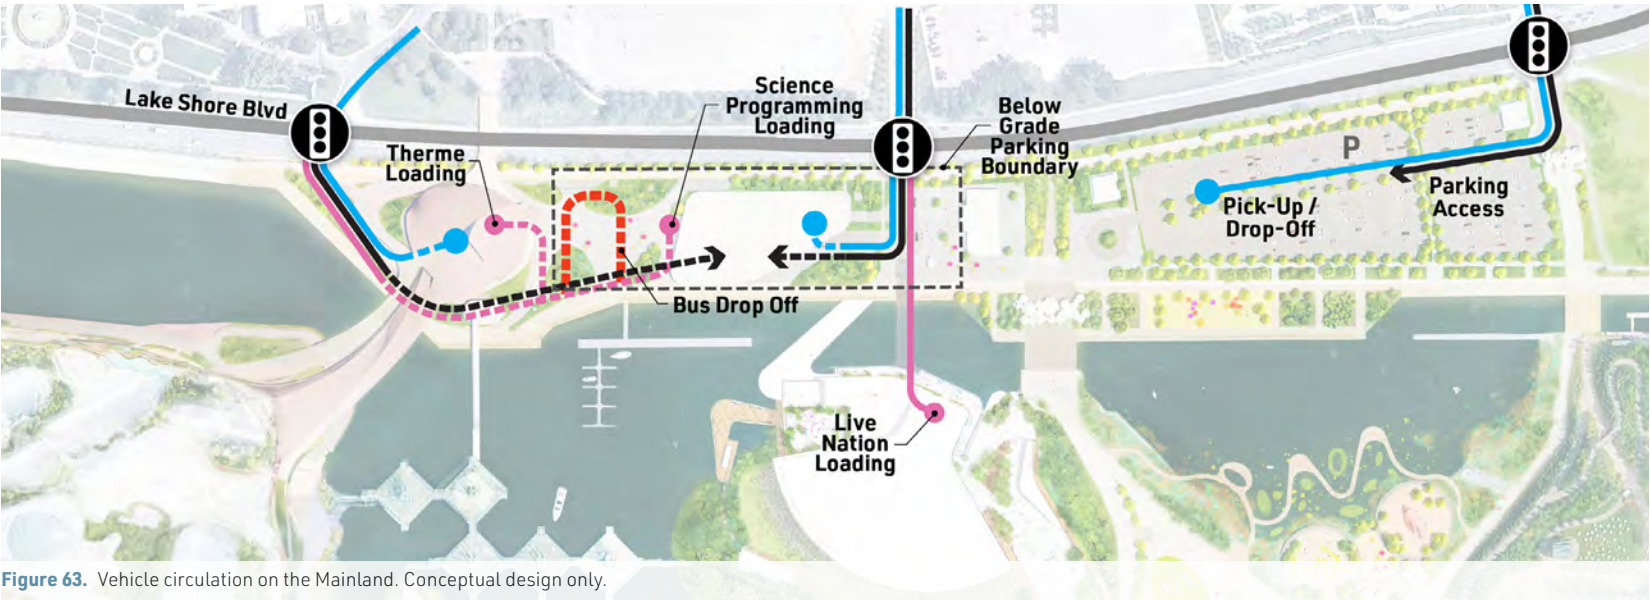 Lake Shore Blvd
Therme
Loading
Science
Programming
Loading
Below
Grade
Parking
Boundary
P
Pick-Up /
Drop-Off
Parking
Access
Bus Drop Off
Live
Nation
Loading
Figure 63. Vehicle circulation on the Mainland. Conceptual design only.